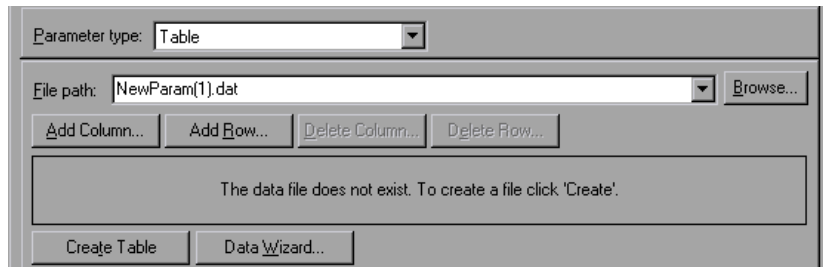 Parameter type: Table
File path: NewParam(1).dat Browse...
Add Column... Add Row... Delete Column... Delete Row...
The data file does not exist. To create a file click 'Create'.
Create Table Data Wizard...